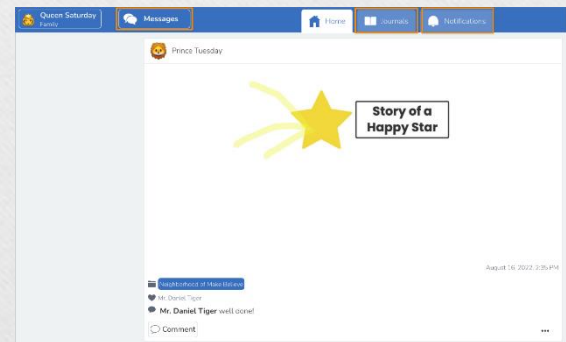 Queen Saturday
Family
Messages
Home
Journals
Notifications
Prince Tuesday
Story of a
Happy Star
August 16, 2022, 2:35 PM
Neighborhood of Make Believe
Mr. Daniel Tiger
Mr. Daniel Tiger well done!
Comment